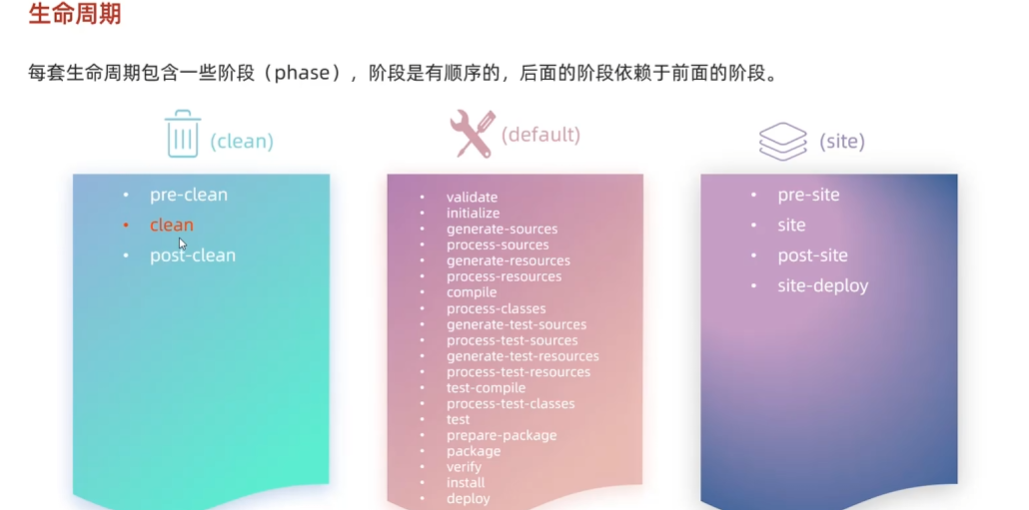 生命周期
每套生命周期包含一些阶段（phase），阶段是有顺序的，后面的阶段依赖于前面的阶段。
(clean)
• pre-clean
• clean
• post-clean
(default)
• validate
• initialize
• generate-sources
• process-sources
• generate-resources
• process-resources
• compile
• process-classes
• generate-test-sources
• process-test-sources
• generate-test-resources
• process-test-resources
• test-compile
• process-test-classes
• test
• prepare-package
• package
• verify
• install
• deploy
(site)
• pre-site
• site
• post-site
• site-deploy